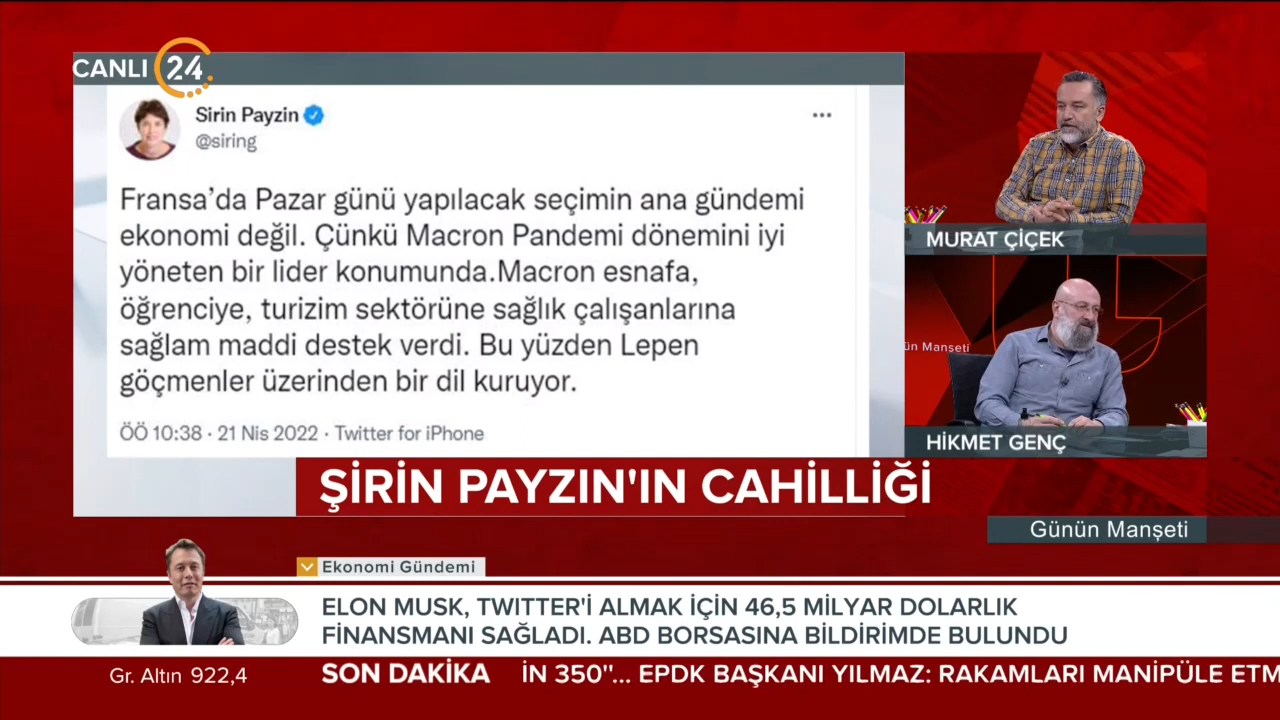 CANLI 24
Sirin Payzin
@siring
Fransa'da Pazar günü yapılacak seçimin ana gündemi
ekonomi değil. Çünkü Macron Pandemi dönemini iyi
yöneten bir lider konumunda.Macron esnafa,
öğrenciye, turizim sektörüne sağlık çalışanlarına
sağlam maddi destek verdi. Bu yüzden Lepen
göçmenler üzerinden bir dil kuruyor.
ÖÖ 10:38 · 21 Nis 2022 · Twitter for iPhone
MURAT ÇİÇEK
ün Manşeti
HİKMET GENÇ
ŞİRİN PAYZIN'IN CAHİLLİĞİ
Günün Manşeti
Ekonomi Gündemi
ELON MUSK, TWITTER'İ ALMAK İÇİN 46,5 MİLYAR DOLARLIK
FİNANSMANI SAĞLADI. ABD BORSASINA BİLDİRİMDE BULUNDU
Gr. Altın 922,4
SON DAKİKA
İN 350"... EPDK BAŞKANI YILMAZ: RAKAMLARI MANİPÜLE ETM